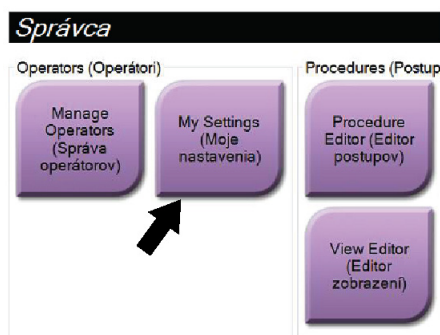 Správca
Operators (Operátori)
Procedures (Postup
Manage
Operators
(Správa
operátorov)
My Settings
(Moje
nastavenia)
Procedure
Editor (Editor
postupov)
View Editor
(Editor
zobrazení)